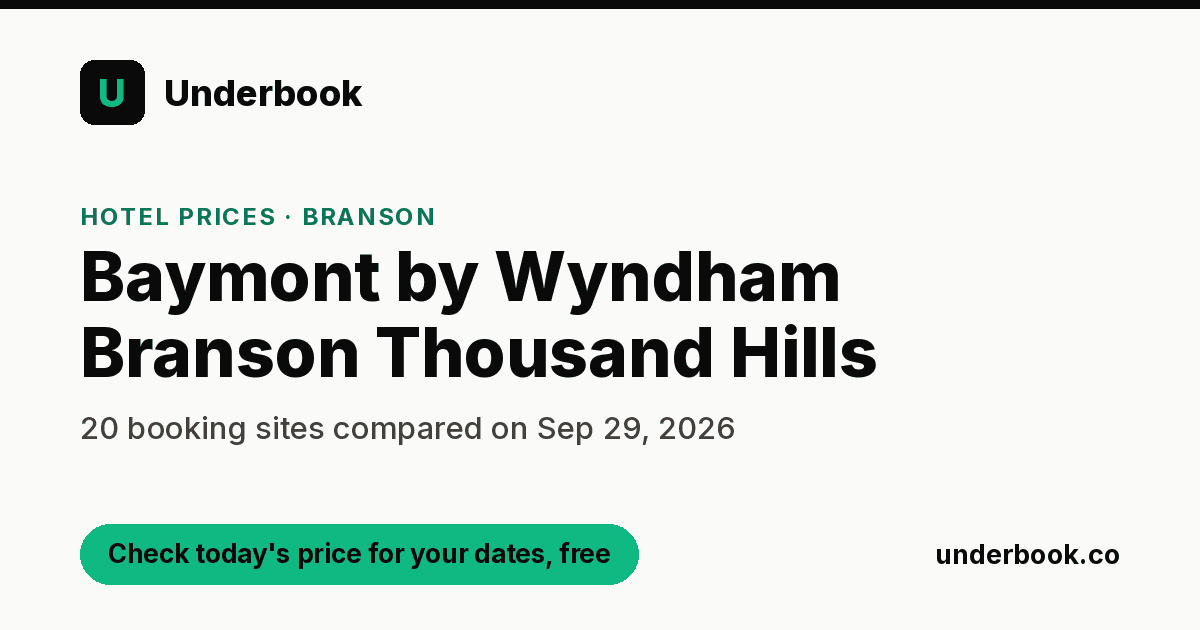 U Underbook
HOTEL PRICES · BRANSON
Baymont by Wyndham
Branson Thousand Hills
20 booking sites compared on Sep 29, 2026
Check today's price for your dates, free
underbook.co